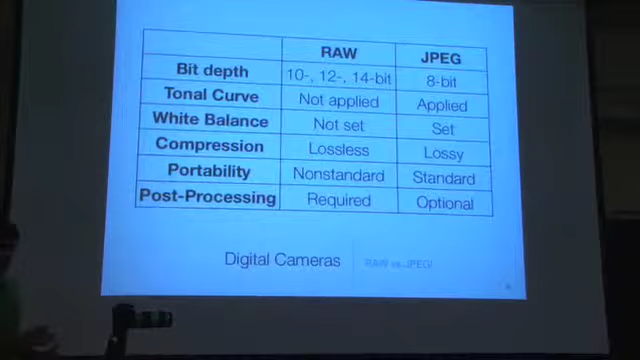 RAW JPEG
Bit depth 10-, 12-, 14-bit 8-bit
Tonal Curve Not applied Applied
White Balance Not set Set
Compression Lossless Lossy
Portability Nonstandard Standard
Post-Processing Required Optional
Digital Cameras RAW vs. JPEG!